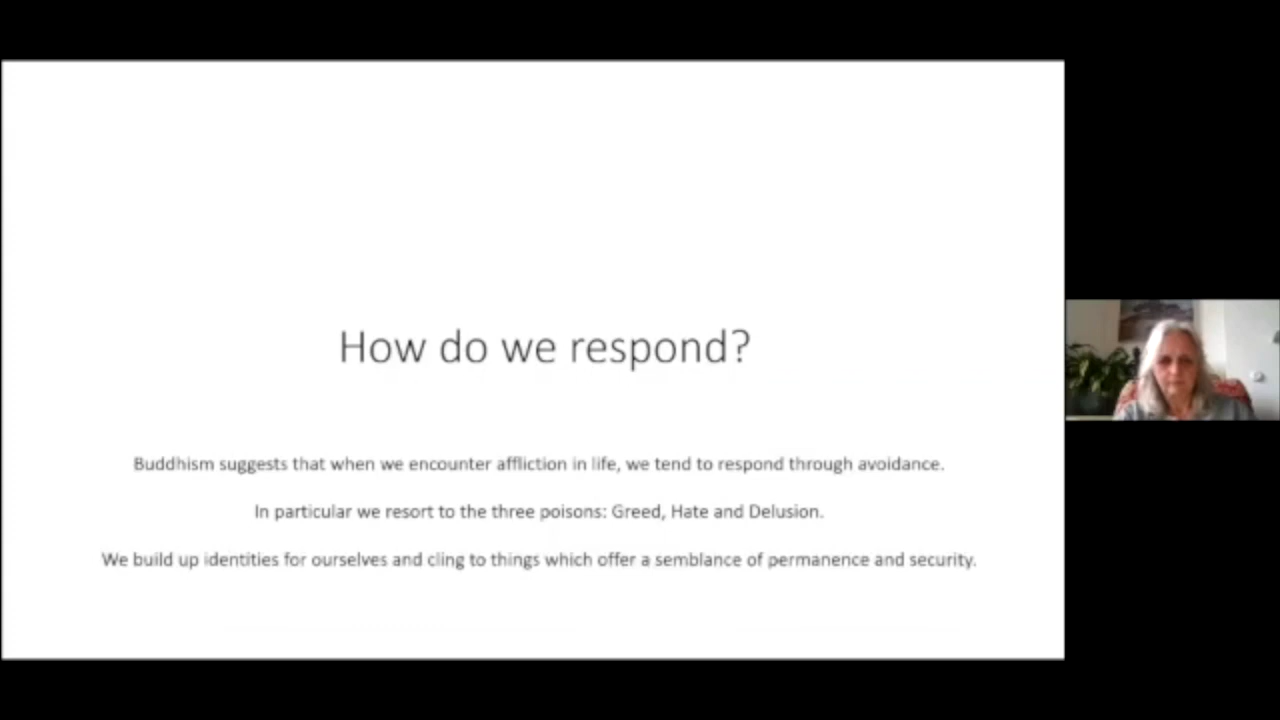 How do we respond?
Buddhism suggests that when we encounter affliction in life, we tend to respond through avoidance.
In particular we resort to the three poisons: Greed, Hate and Delusion.
We build up identities for ourselves and cling to things which offer a semblance of permanence and security.